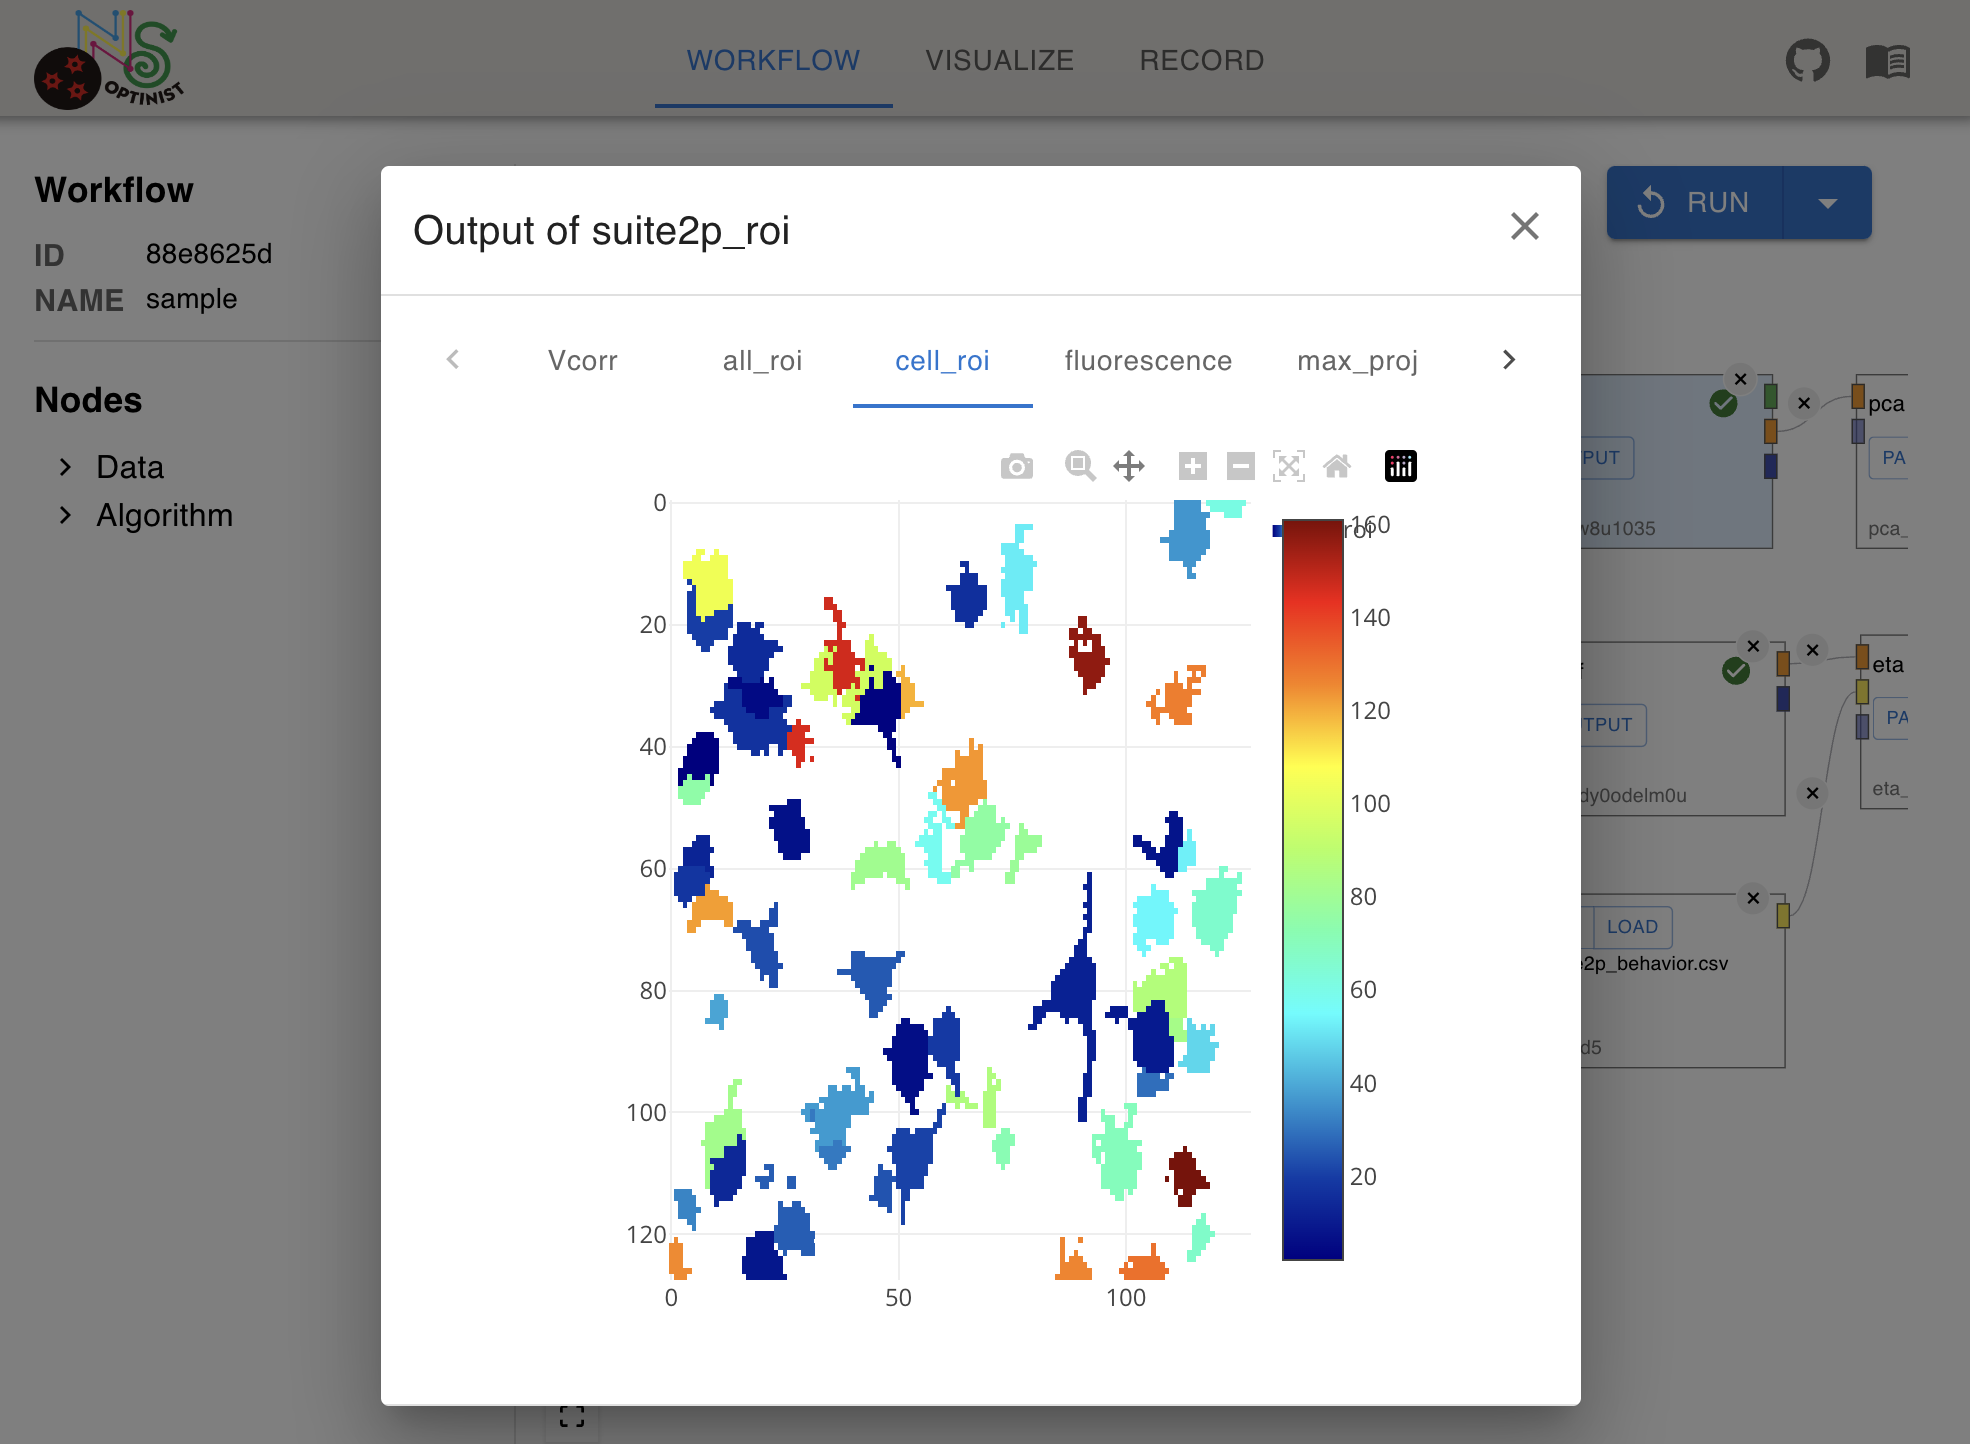 NS
OPTINIST
WORKFLOW VISUALIZE RECORD
Workflow
ID 88e8625d
NAME sample
Nodes
Data
Algorithm
RUN
Output of suite2p_roi
Vcorr all_roi cell_roi fluorescence max_proj
0
20
40
60
80
100
120
0 50 100
roi
160
140
120
100
80
60
40
20
PUT
w8u1035
pca
PA
pca_
TPUT
dy0odelm0u
eta
PA
eta_
LOAD
e2p_behavior.csv
d5